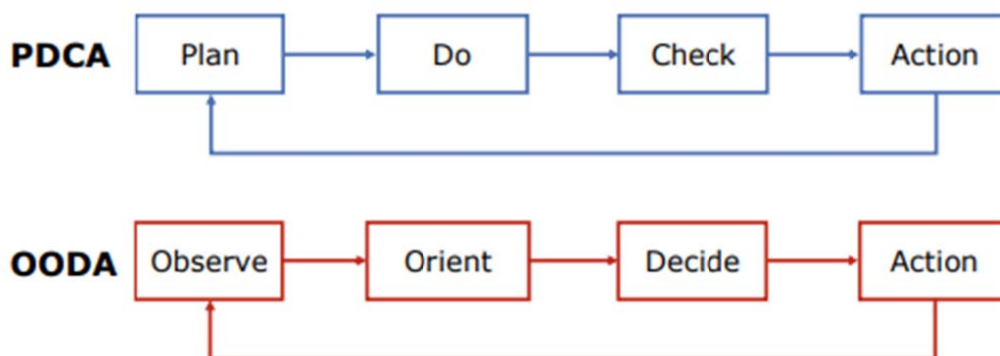 PDCA Plan Do Check Action
OODA Observe Orient Decide Action